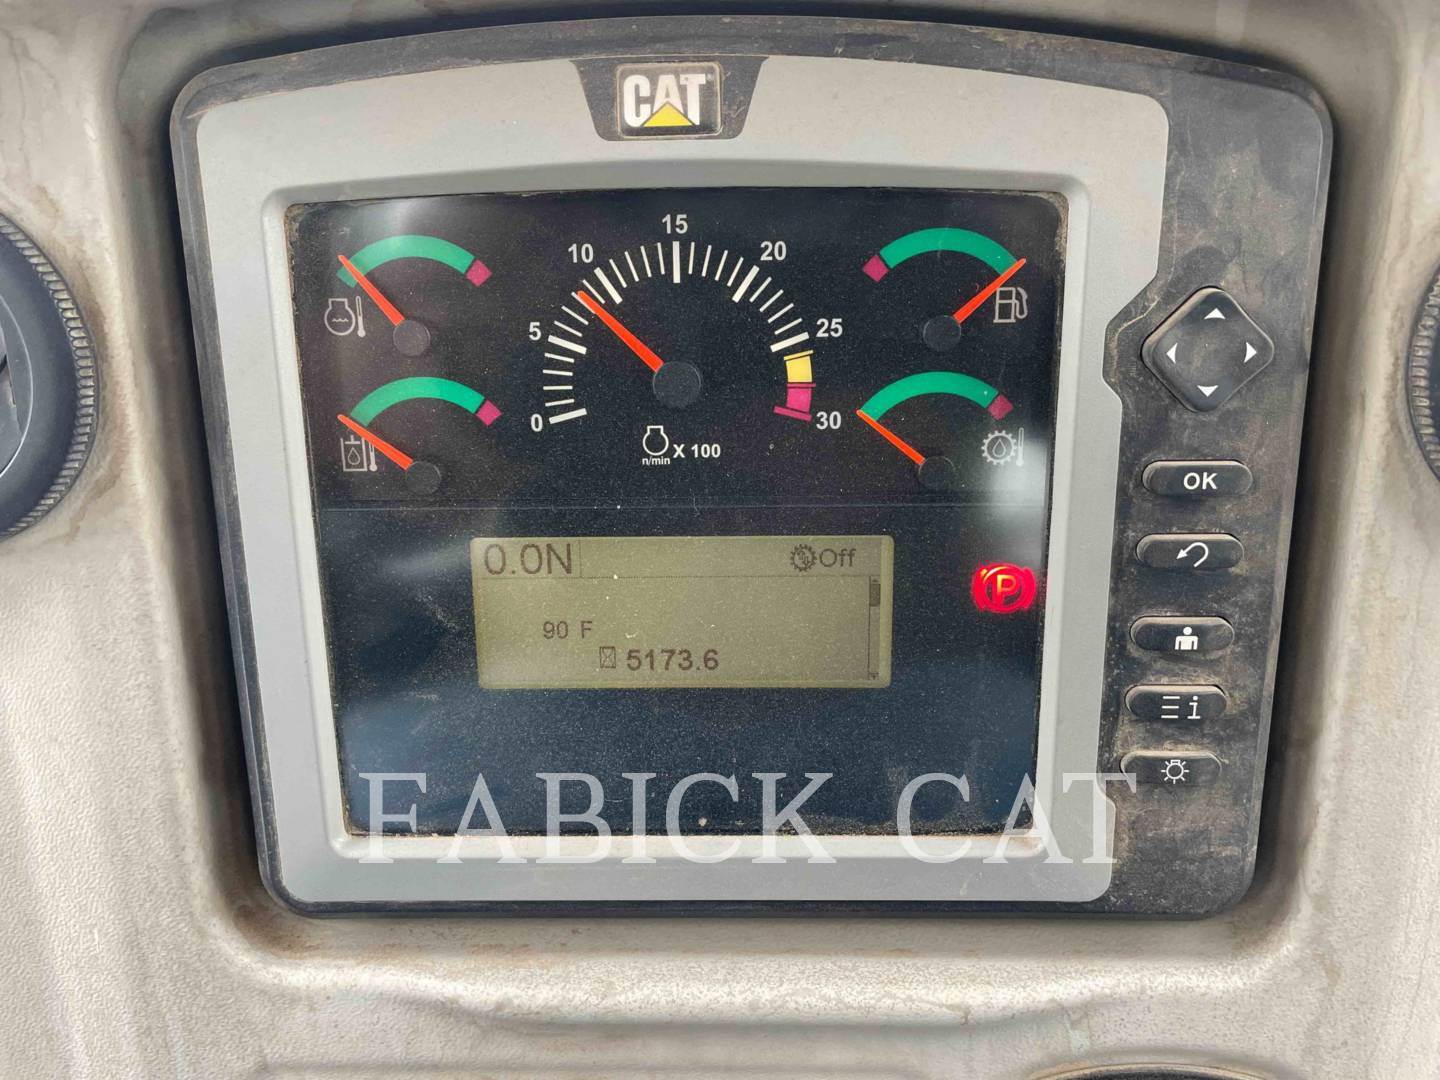 CAT
15
10
20
5
25
0
30
n/min X 100
OK
0.0N
Off
P
90 F
5173.6
i
FABICK CAT